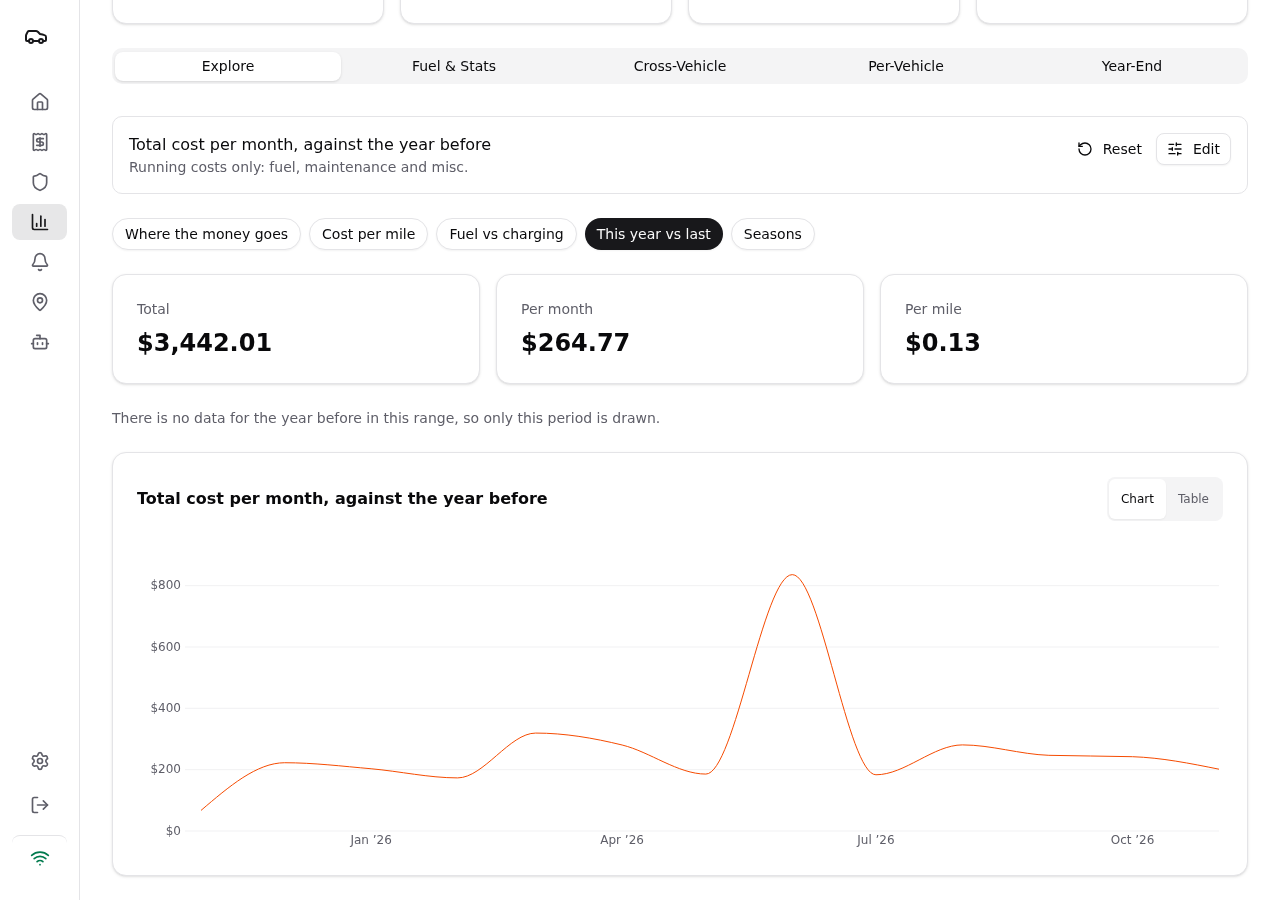 Explore
Fuel & Stats
Cross-Vehicle
Per-Vehicle
Year-End
Total cost per month, against the year before
Running costs only: fuel, maintenance and misc.
Reset
Edit
Where the money goes
Cost per mile
Fuel vs charging
This year vs last
Seasons
Total
$3,442.01
Per month
$264.77
Per mile
$0.13
There is no data for the year before in this range, so only this period is drawn.
Total cost per month, against the year before
Chart
Table
$800
$600
$400
$200
$0
Jan ’26
Apr ’26
Jul ’26
Oct ’26